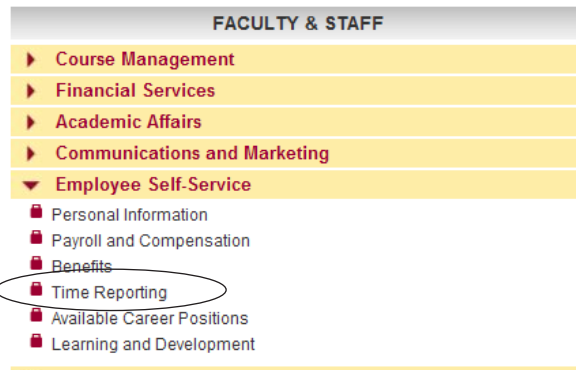 FACULTY & STAFF
Course Management
Financial Services
Academic Affairs
Communications and Marketing
Employee Self-Service
Personal Information
Payroll and Compensation
Benefits
Time Reporting
Available Career Positions
Learning and Development